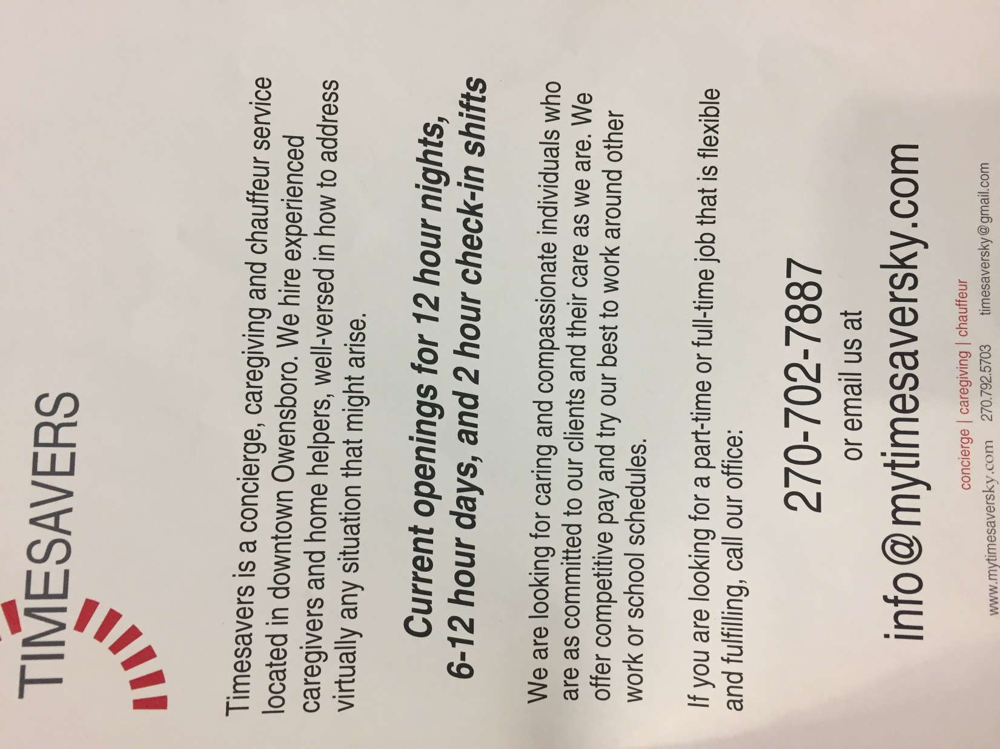 TIMESAVERS
Timesavers is a concierge, caregiving and chauffeur service
located in downtown Owensboro. We hire experienced
caregivers and home helpers, well-versed in how to address
virtually any situation that might arise.
Current openings for 12 hour nights,
6-12 hour days, and 2 hour check-in shifts
We are looking for caring and compassionate individuals who
are as committed to our clients and their care as we are. We
offer competitive pay and try our best to work around other
work or school schedules.
If you are looking for a part-time or full-time job that is flexible
and fulfilling, call our office:
270-702-7887
or email us at
info@mytimesaversky.com
concierge | caregiving | chauffeur
www.mytimesaversky.com 270.792.5703 timesaversky@gmail.com